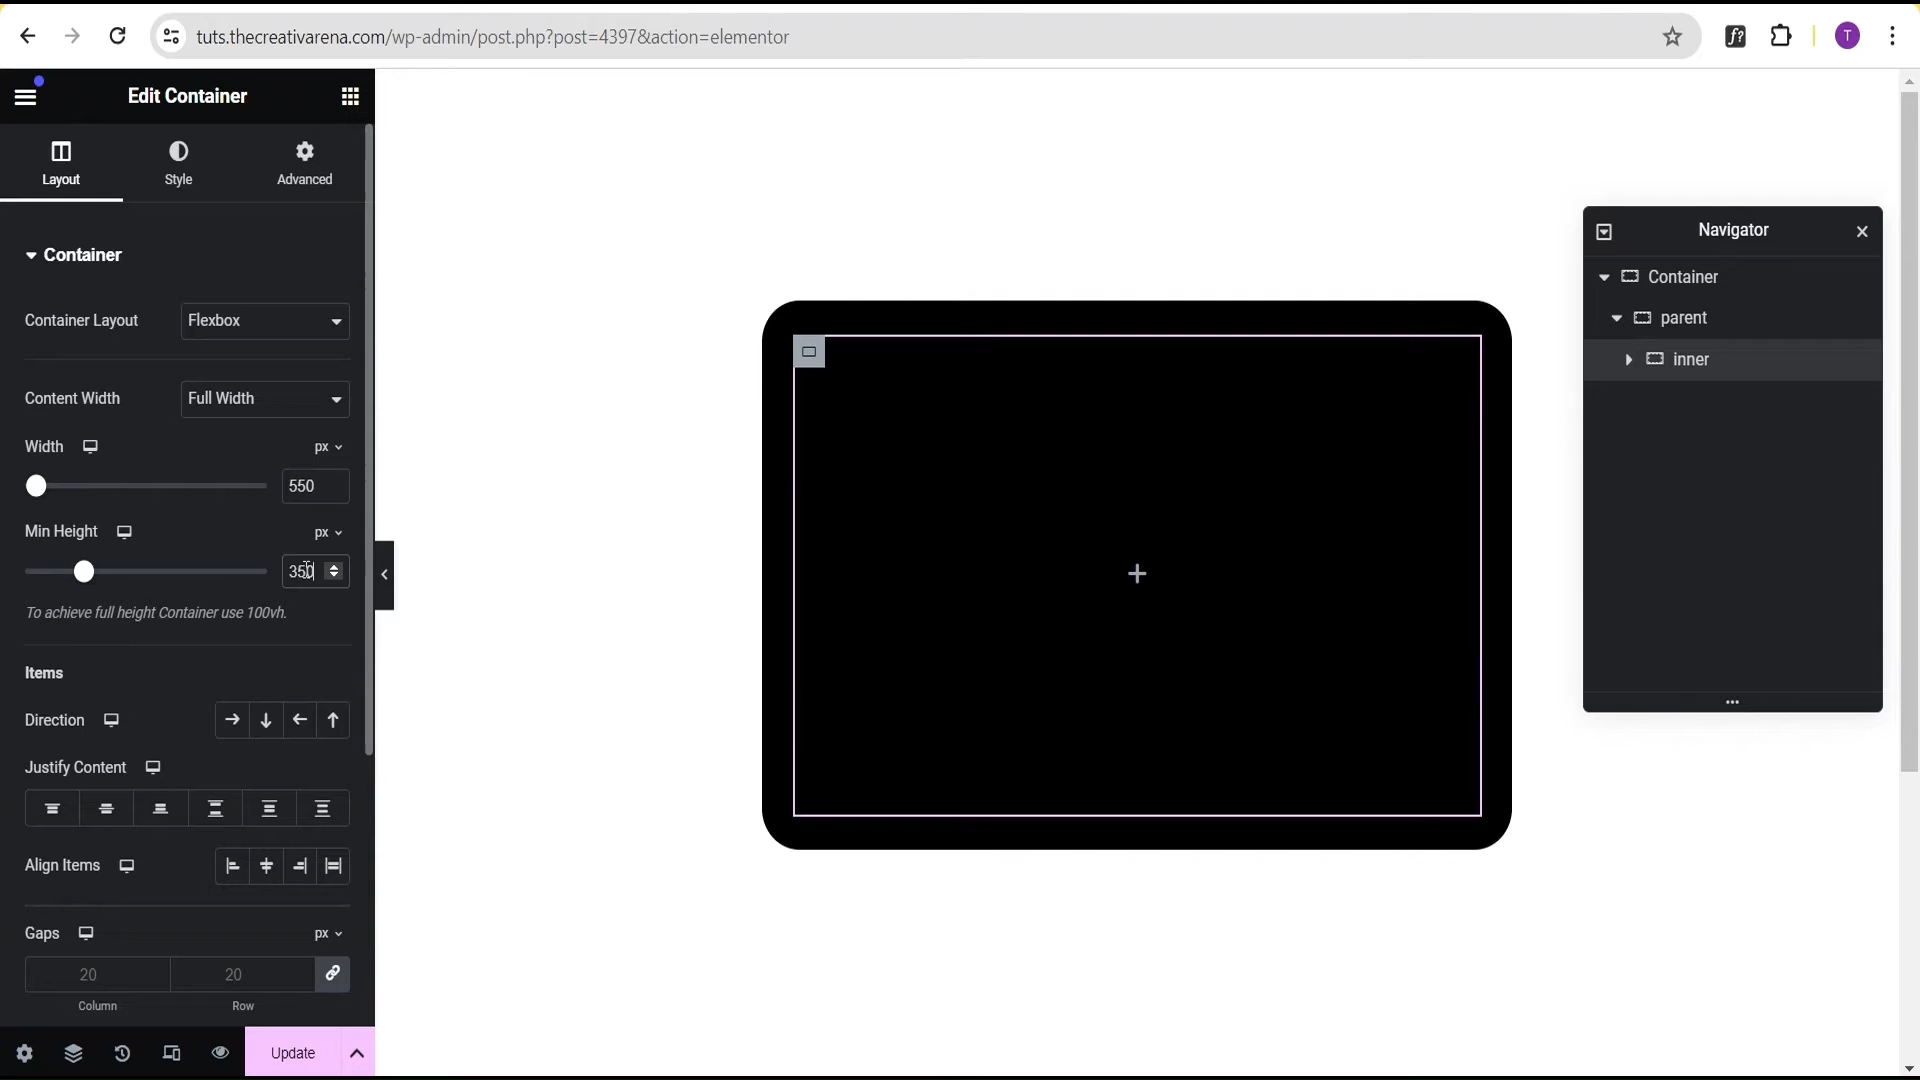 tuts.thecreativarena.com/wp-admin/post.php?post=4397&action=elementor
f?
T
Edit Container
Layout
Style
Advanced
Container
Container Layout
Flexbox
Content Width
Full Width
Width
px
550
Min Height
px
350
To achieve full height Container use 100vh.
Items
Direction
Justify Content
Align Items
Gaps
px
20
20
Column
Row
Update
Navigator
Container
parent
inner